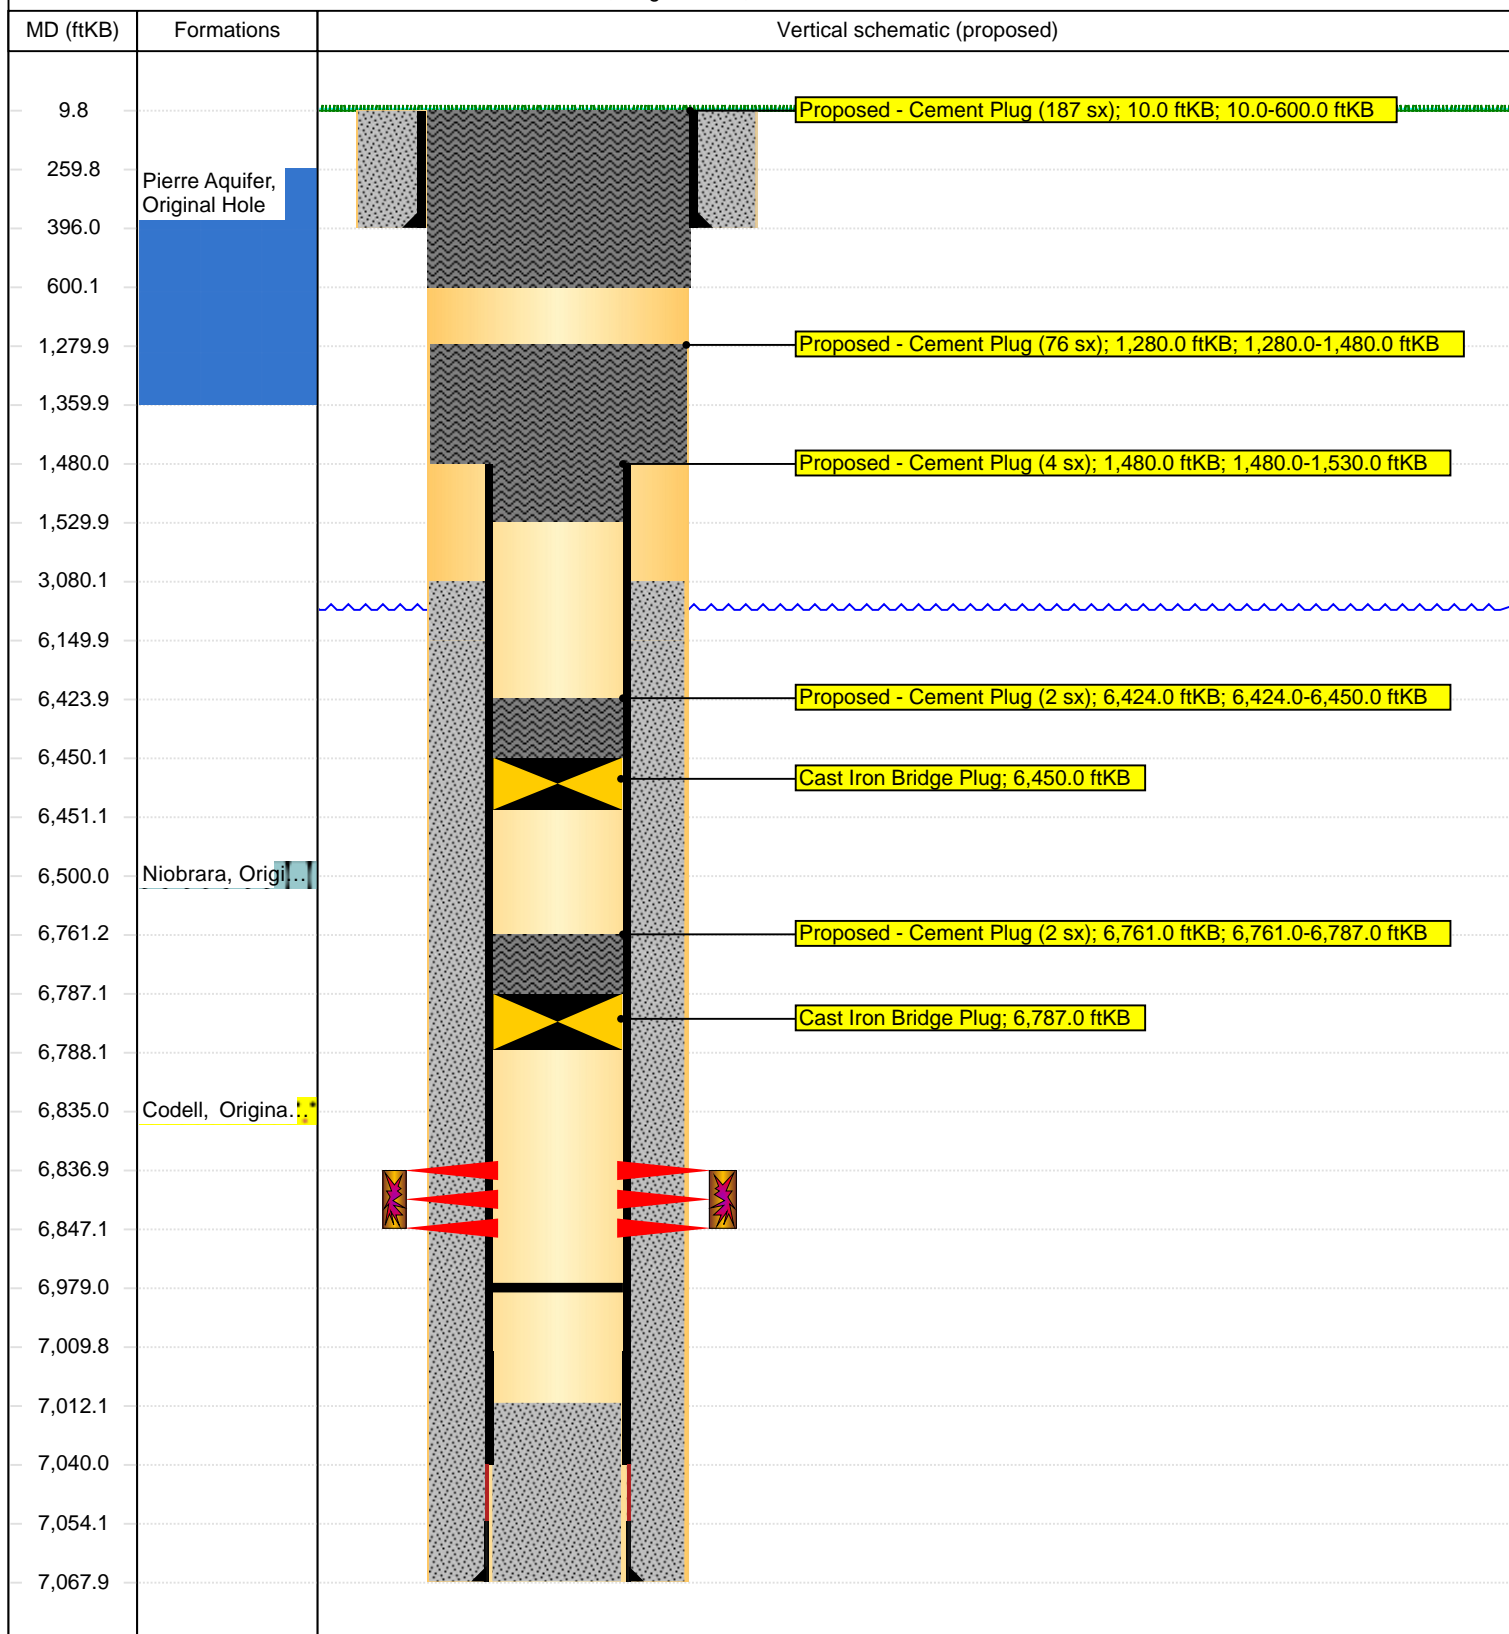 MD (ftKB)
Formations
Vertical schematic (proposed)
9.8
Proposed - Cement Plug (187 sx); 10.0 ftKB; 10.0-600.0 ftKB
259.8
Pierre Aquifer,
Original Hole
396.0
600.1
1,279.9
Proposed - Cement Plug (76 sx); 1,280.0 ftKB; 1,280.0-1,480.0 ftKB
1,359.9
1,480.0
Proposed - Cement Plug (4 sx); 1,480.0 ftKB; 1,480.0-1,530.0 ftKB
1,529.9
3,080.1
6,149.9
6,423.9
Proposed - Cement Plug (2 sx); 6,424.0 ftKB; 6,424.0-6,450.0 ftKB
6,450.1
Cast Iron Bridge Plug; 6,450.0 ftKB
6,451.1
6,500.0
Niobrara, Origi...
6,761.2
Proposed - Cement Plug (2 sx); 6,761.0 ftKB; 6,761.0-6,787.0 ftKB
6,787.1
Cast Iron Bridge Plug; 6,787.0 ftKB
6,788.1
6,835.0
Codell, Origina...
6,836.9
6,847.1
6,979.0
7,009.8
7,012.1
7,040.0
7,054.1
7,067.9